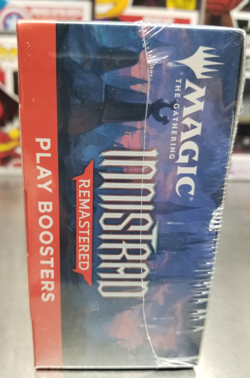 MAGIC
THE GATHERING
INNISTRAD
REMASTERED
PLAY BOOSTERS